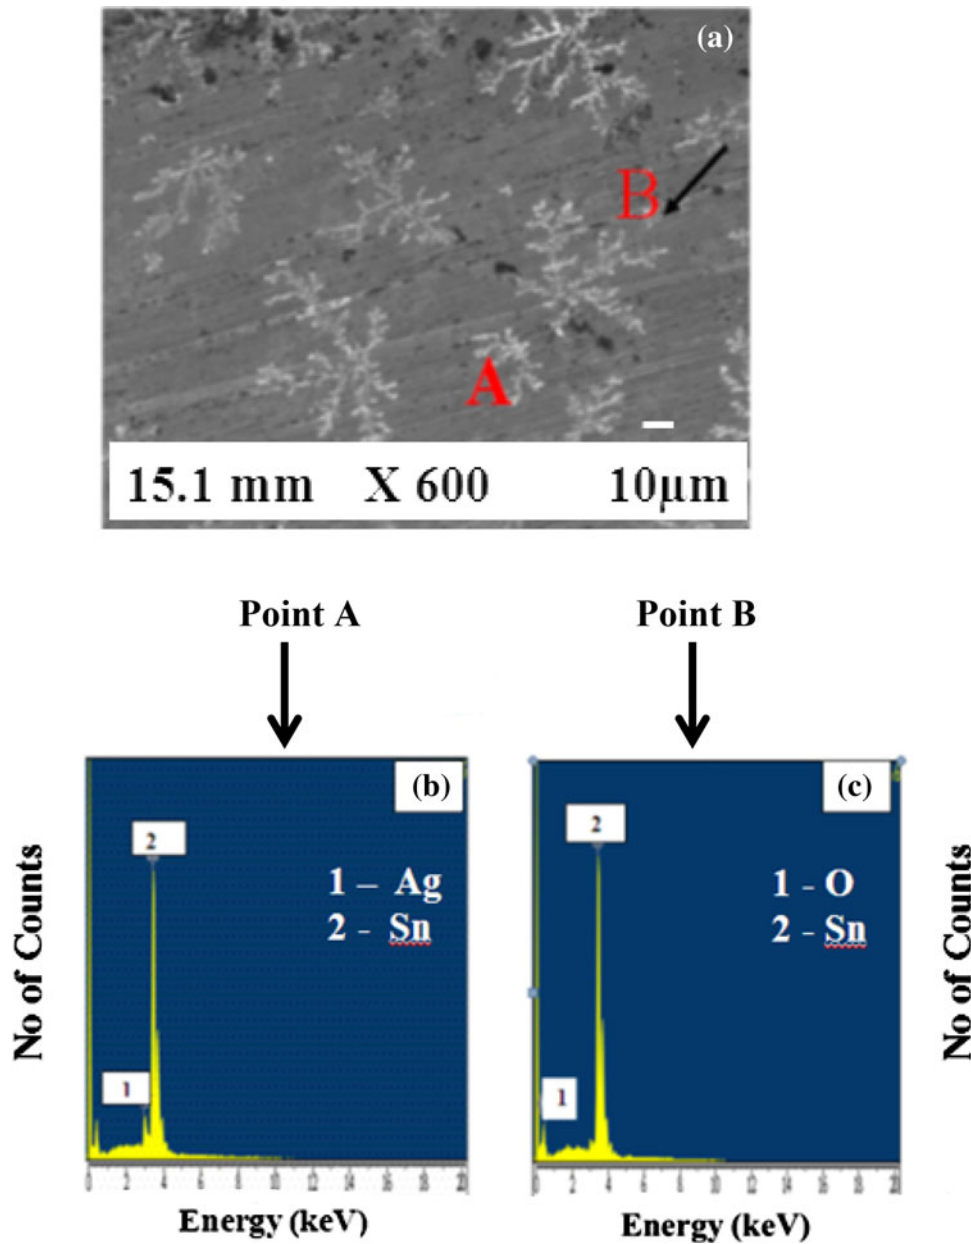 (a)
B
A
15.1 mm X 600 10μm
Point A Point B
(b)
2
1 – Ag
2 - Sn
1
No of Counts
Energy (keV)
(c)
2
1 - O
2 - Sn
1
No of Counts
Energy (keV)